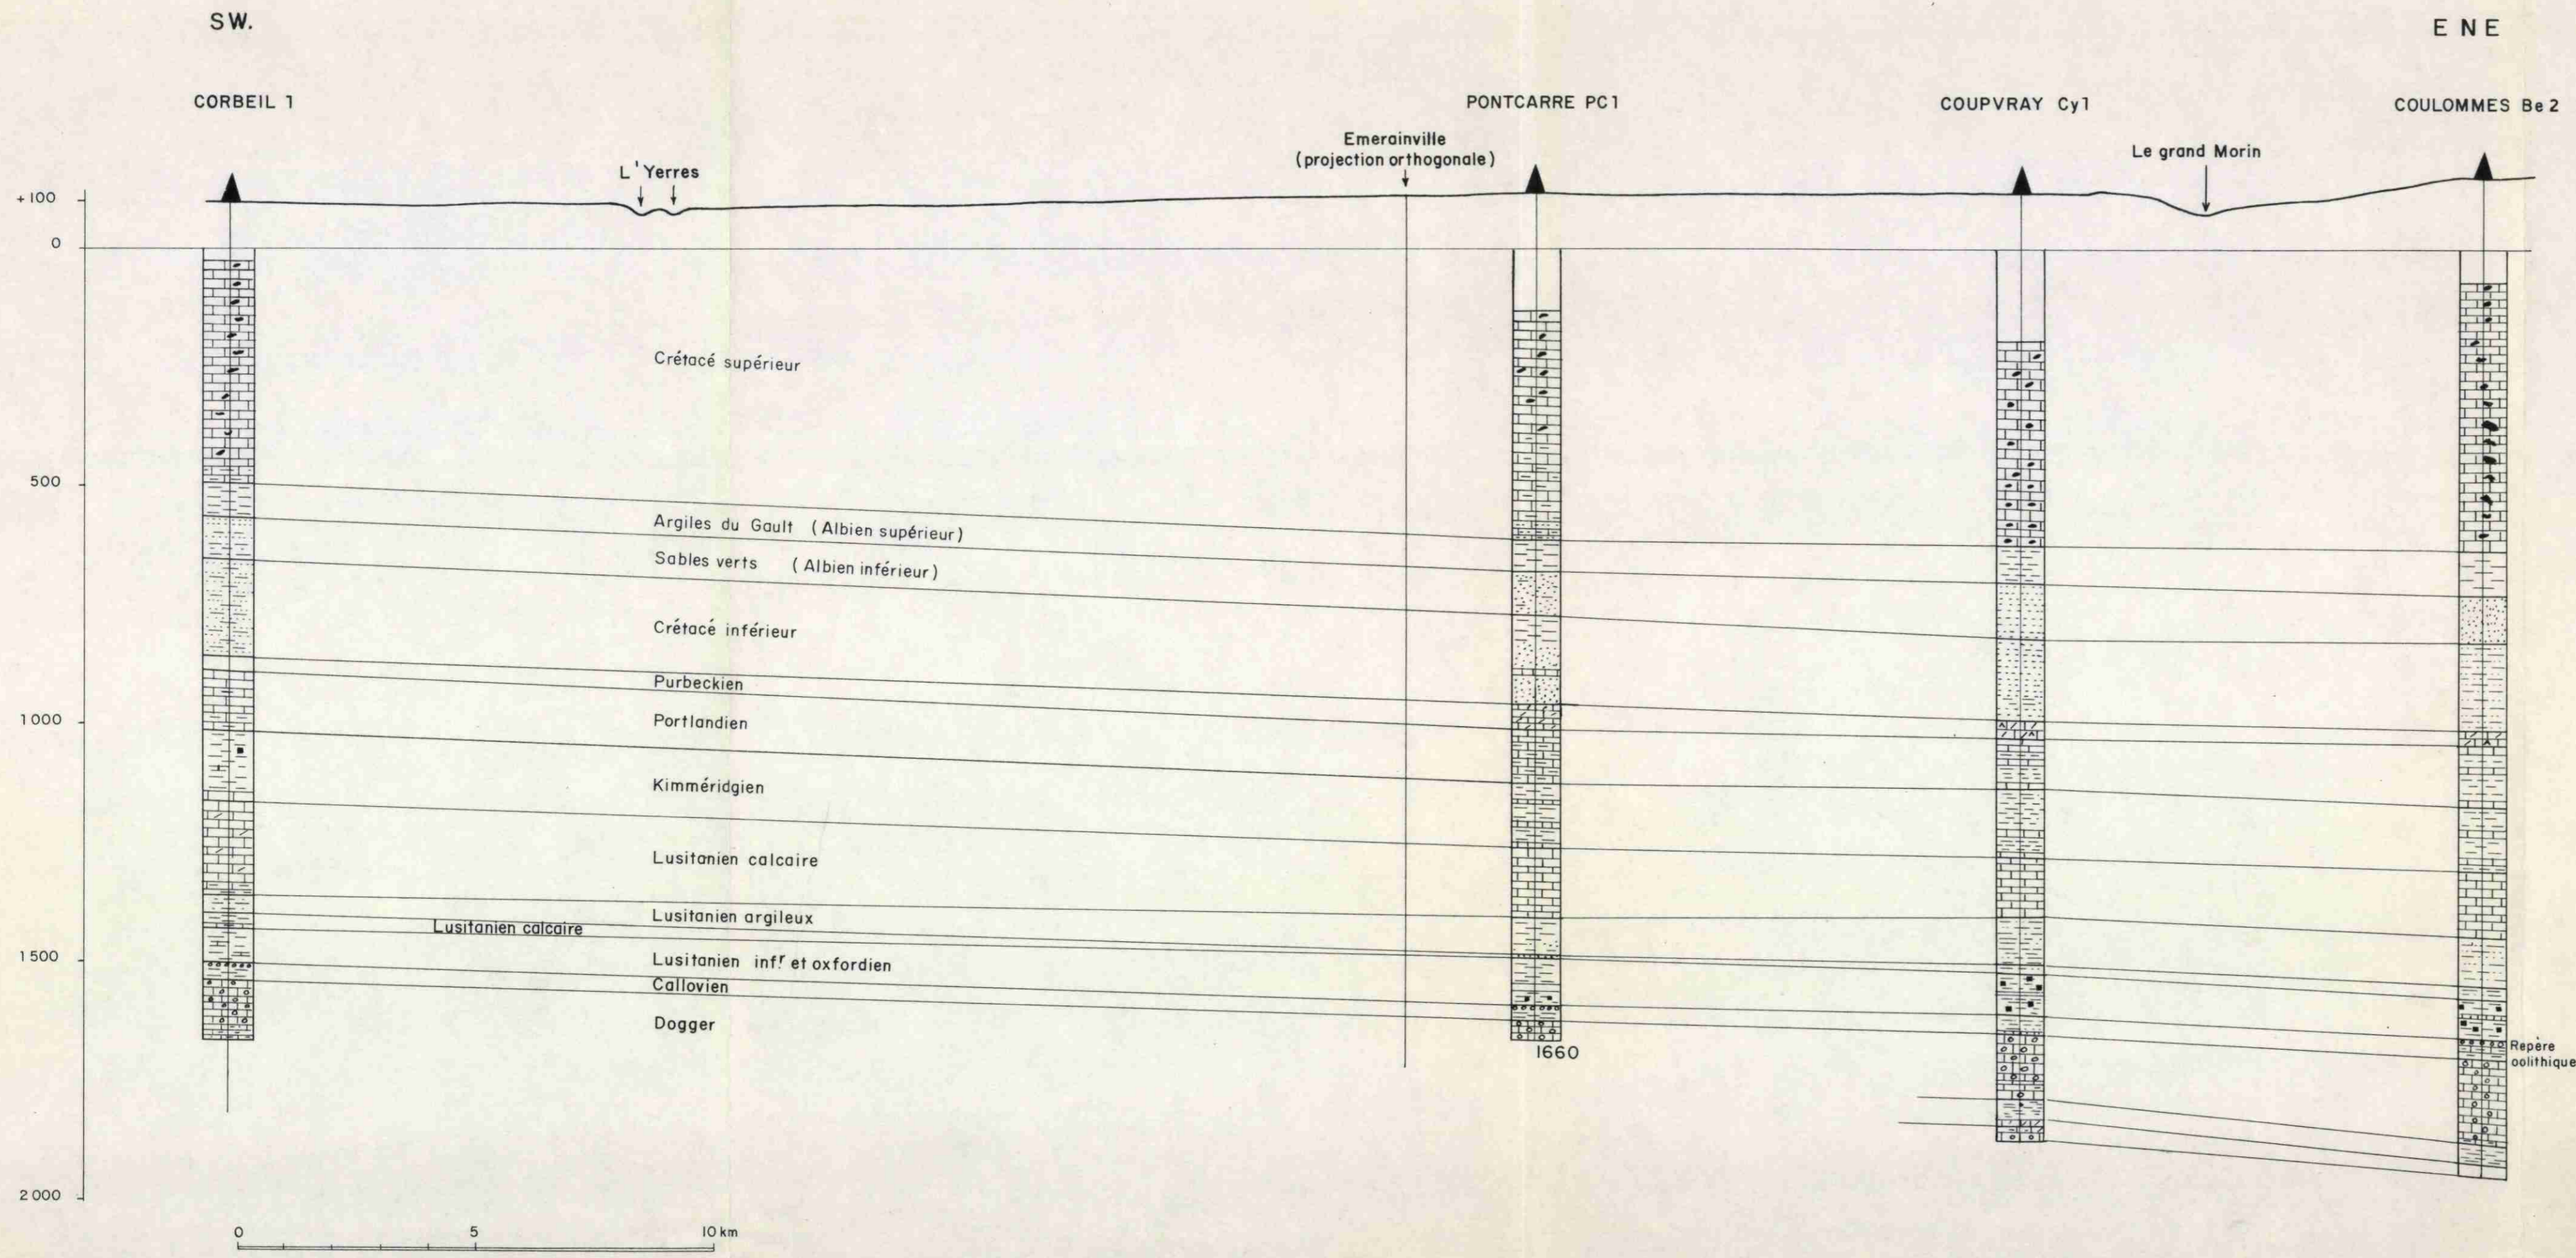 SW.
E N E
CORBEIL 1
PONTCARRE PC1
COUPVRAY Cy1
COULOMMES Be 2
Emerainville
(projection orthogonale)
L'Yerres
Le grand Morin
+100
0
Crétacé supérieur
500
Argiles du Gault (Albien supérieur)
Sables verts (Albien inférieur)
Crétacé inférieur
Purbeckien
1000
Portlandien
Kimméridgien
Lusitanien calcaire
Lusitanien argileux
Lusitanien calcaire
1500
Lusitanien inf.r et oxfordien
Callovien
Dogger
1660
Repère
oolithique
2000
0 5 10 km